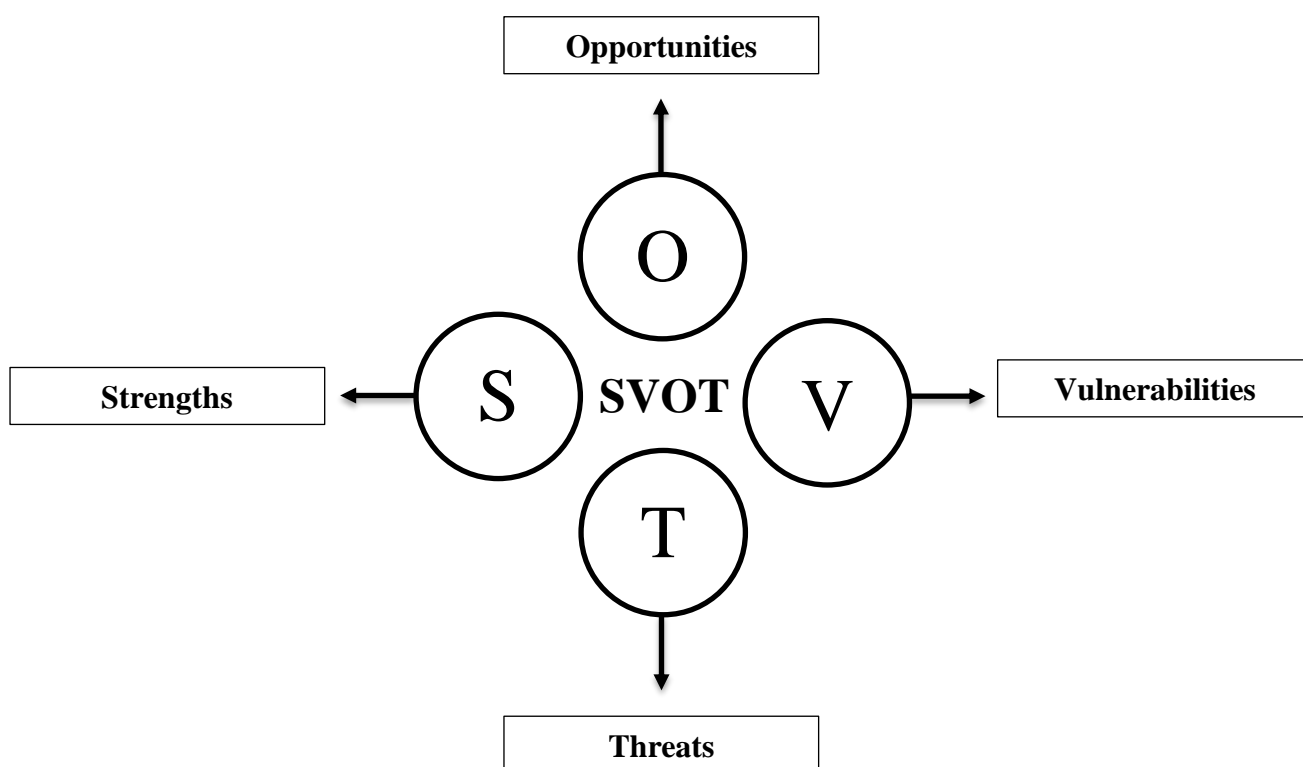 Opportunities
O
Strengths
S
SVOT
V
Vulnerabilities
T
Threats